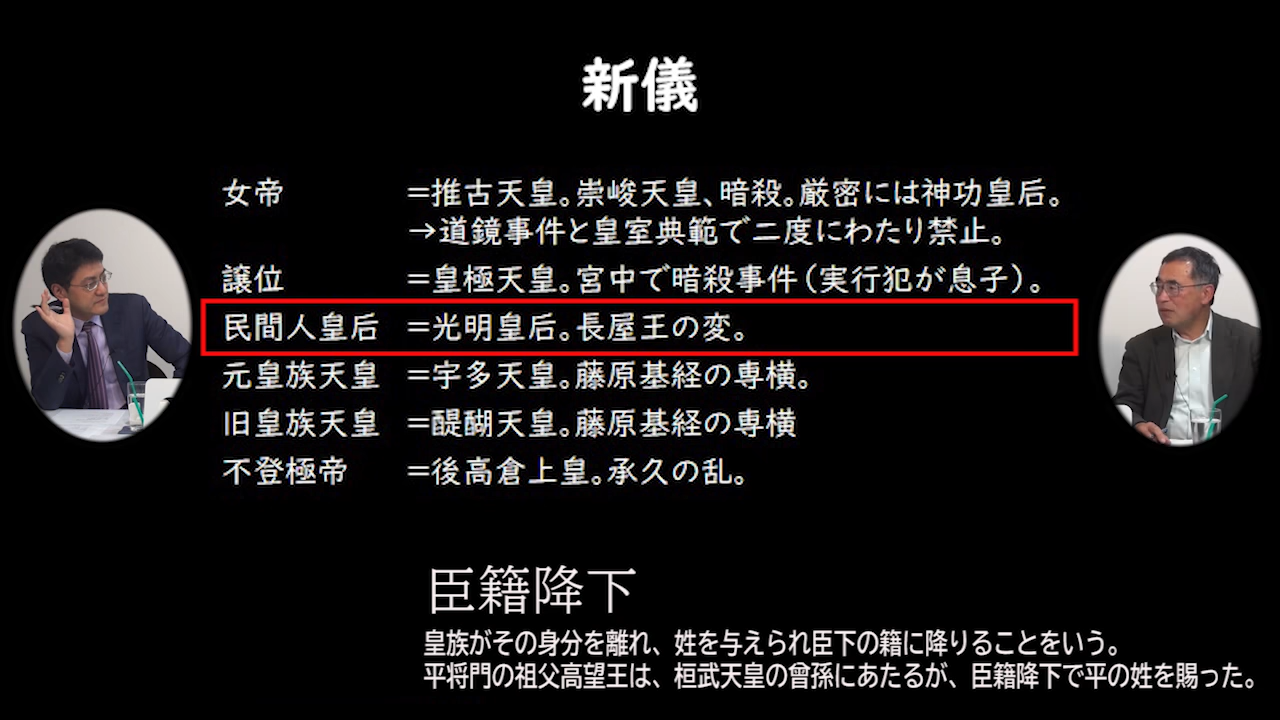 新儀
女帝 =推古天皇。崇峻天皇、暗殺。厳密には神功皇后。
→道鏡事件と皇室典範で二度にわたり禁止。
譲位 =皇極天皇。宮中で暗殺事件(実行犯が息子)。
民間人皇后 =光明皇后。長屋王の変。
元皇族天皇 =宇多天皇。藤原基経の専横。
旧皇族天皇 =醍醐天皇。藤原基経の専横
不登極帝 =後高倉上皇。承久の乱。
臣籍降下
皇族がその身分を離れ、姓を与えられ臣下の籍に降りることをいう。
平将門の祖父高望王は、桓武天皇の曾孫にあたるが、臣籍降下で平の姓を賜った。